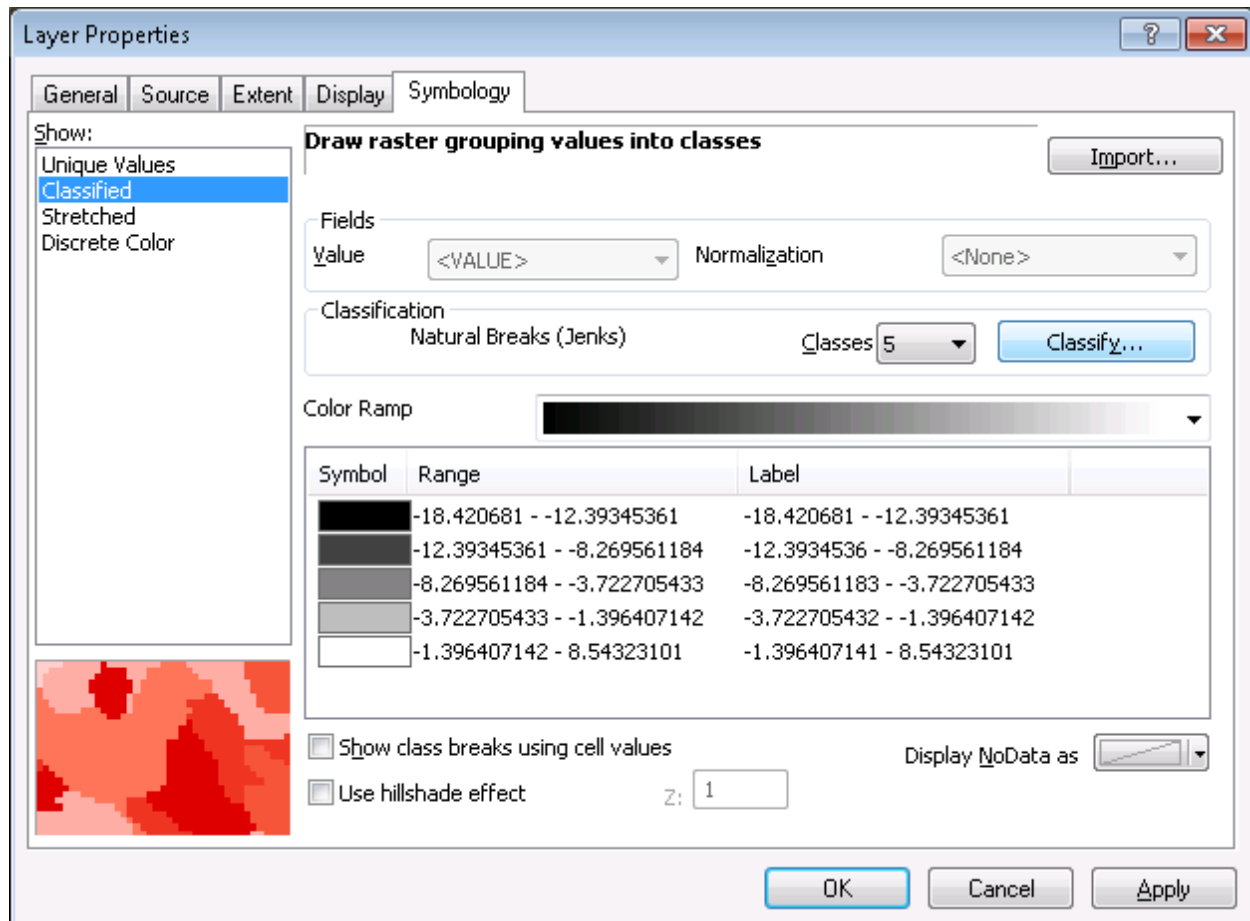 Layer Properties
General Source Extent Display Symbology
Show:
Unique Values
Classified
Stretched
Discrete Color
Draw raster grouping values into classes
Import...
Fields
Value <VALUE> Normalization <None>
Classification
Natural Breaks (Jenks) Classes 5 Classify...
Color Ramp
Symbol Range Label
-18.420681 - -12.39345361 -18.420681 - -12.39345361
-12.39345361 - -8.269561184 -12.3934536 - -8.269561184
-8.269561184 - -3.722705433 -8.269561183 - -3.722705433
-3.722705433 - -1.396407142 -3.722705432 - -1.396407142
-1.396407142 - 8.54323101 -1.396407141 - 8.54323101
Show class breaks using cell values
Display NoData as
Use hillshade effect Z: 1
OK Cancel Apply